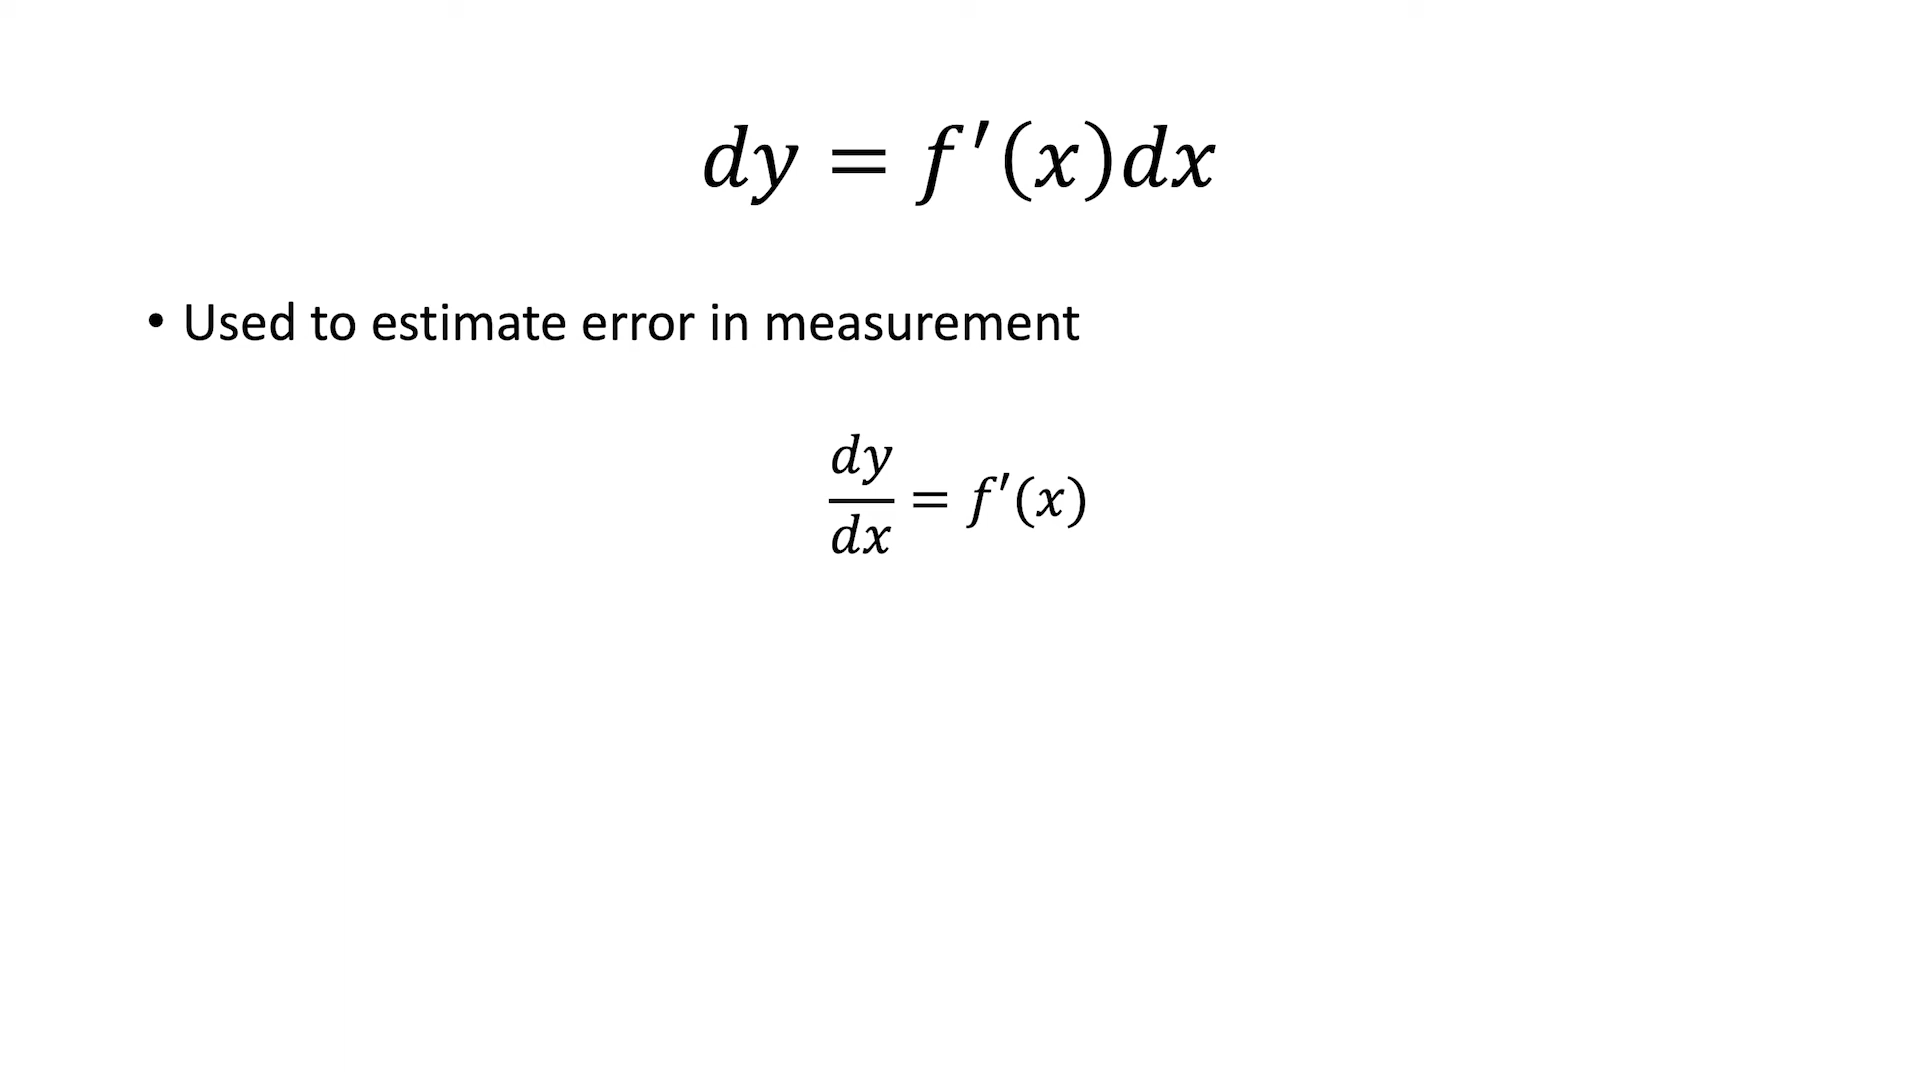 dy = f′(x)dx
• Used to estimate error in measurement
dy/dx = f′(x)